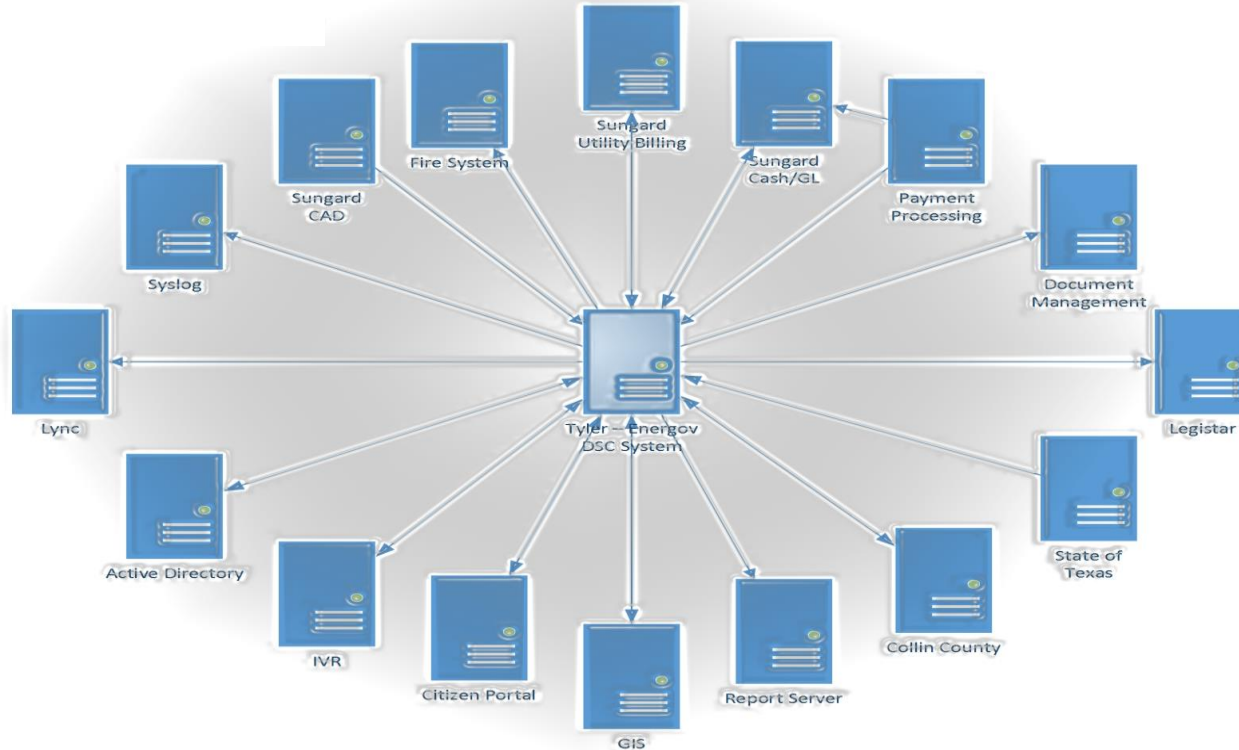 Sungard
Utility Billing
Fire System
Sungard
Cash/GL
Sungard
CAD
Payment
Processing
Syslog
Document
Management
Lync
Tyler – Energov
DSC System
Legistar
Active Directory
State of
Texas
IVR
Collin County
Citizen Portal
Report Server
GIS